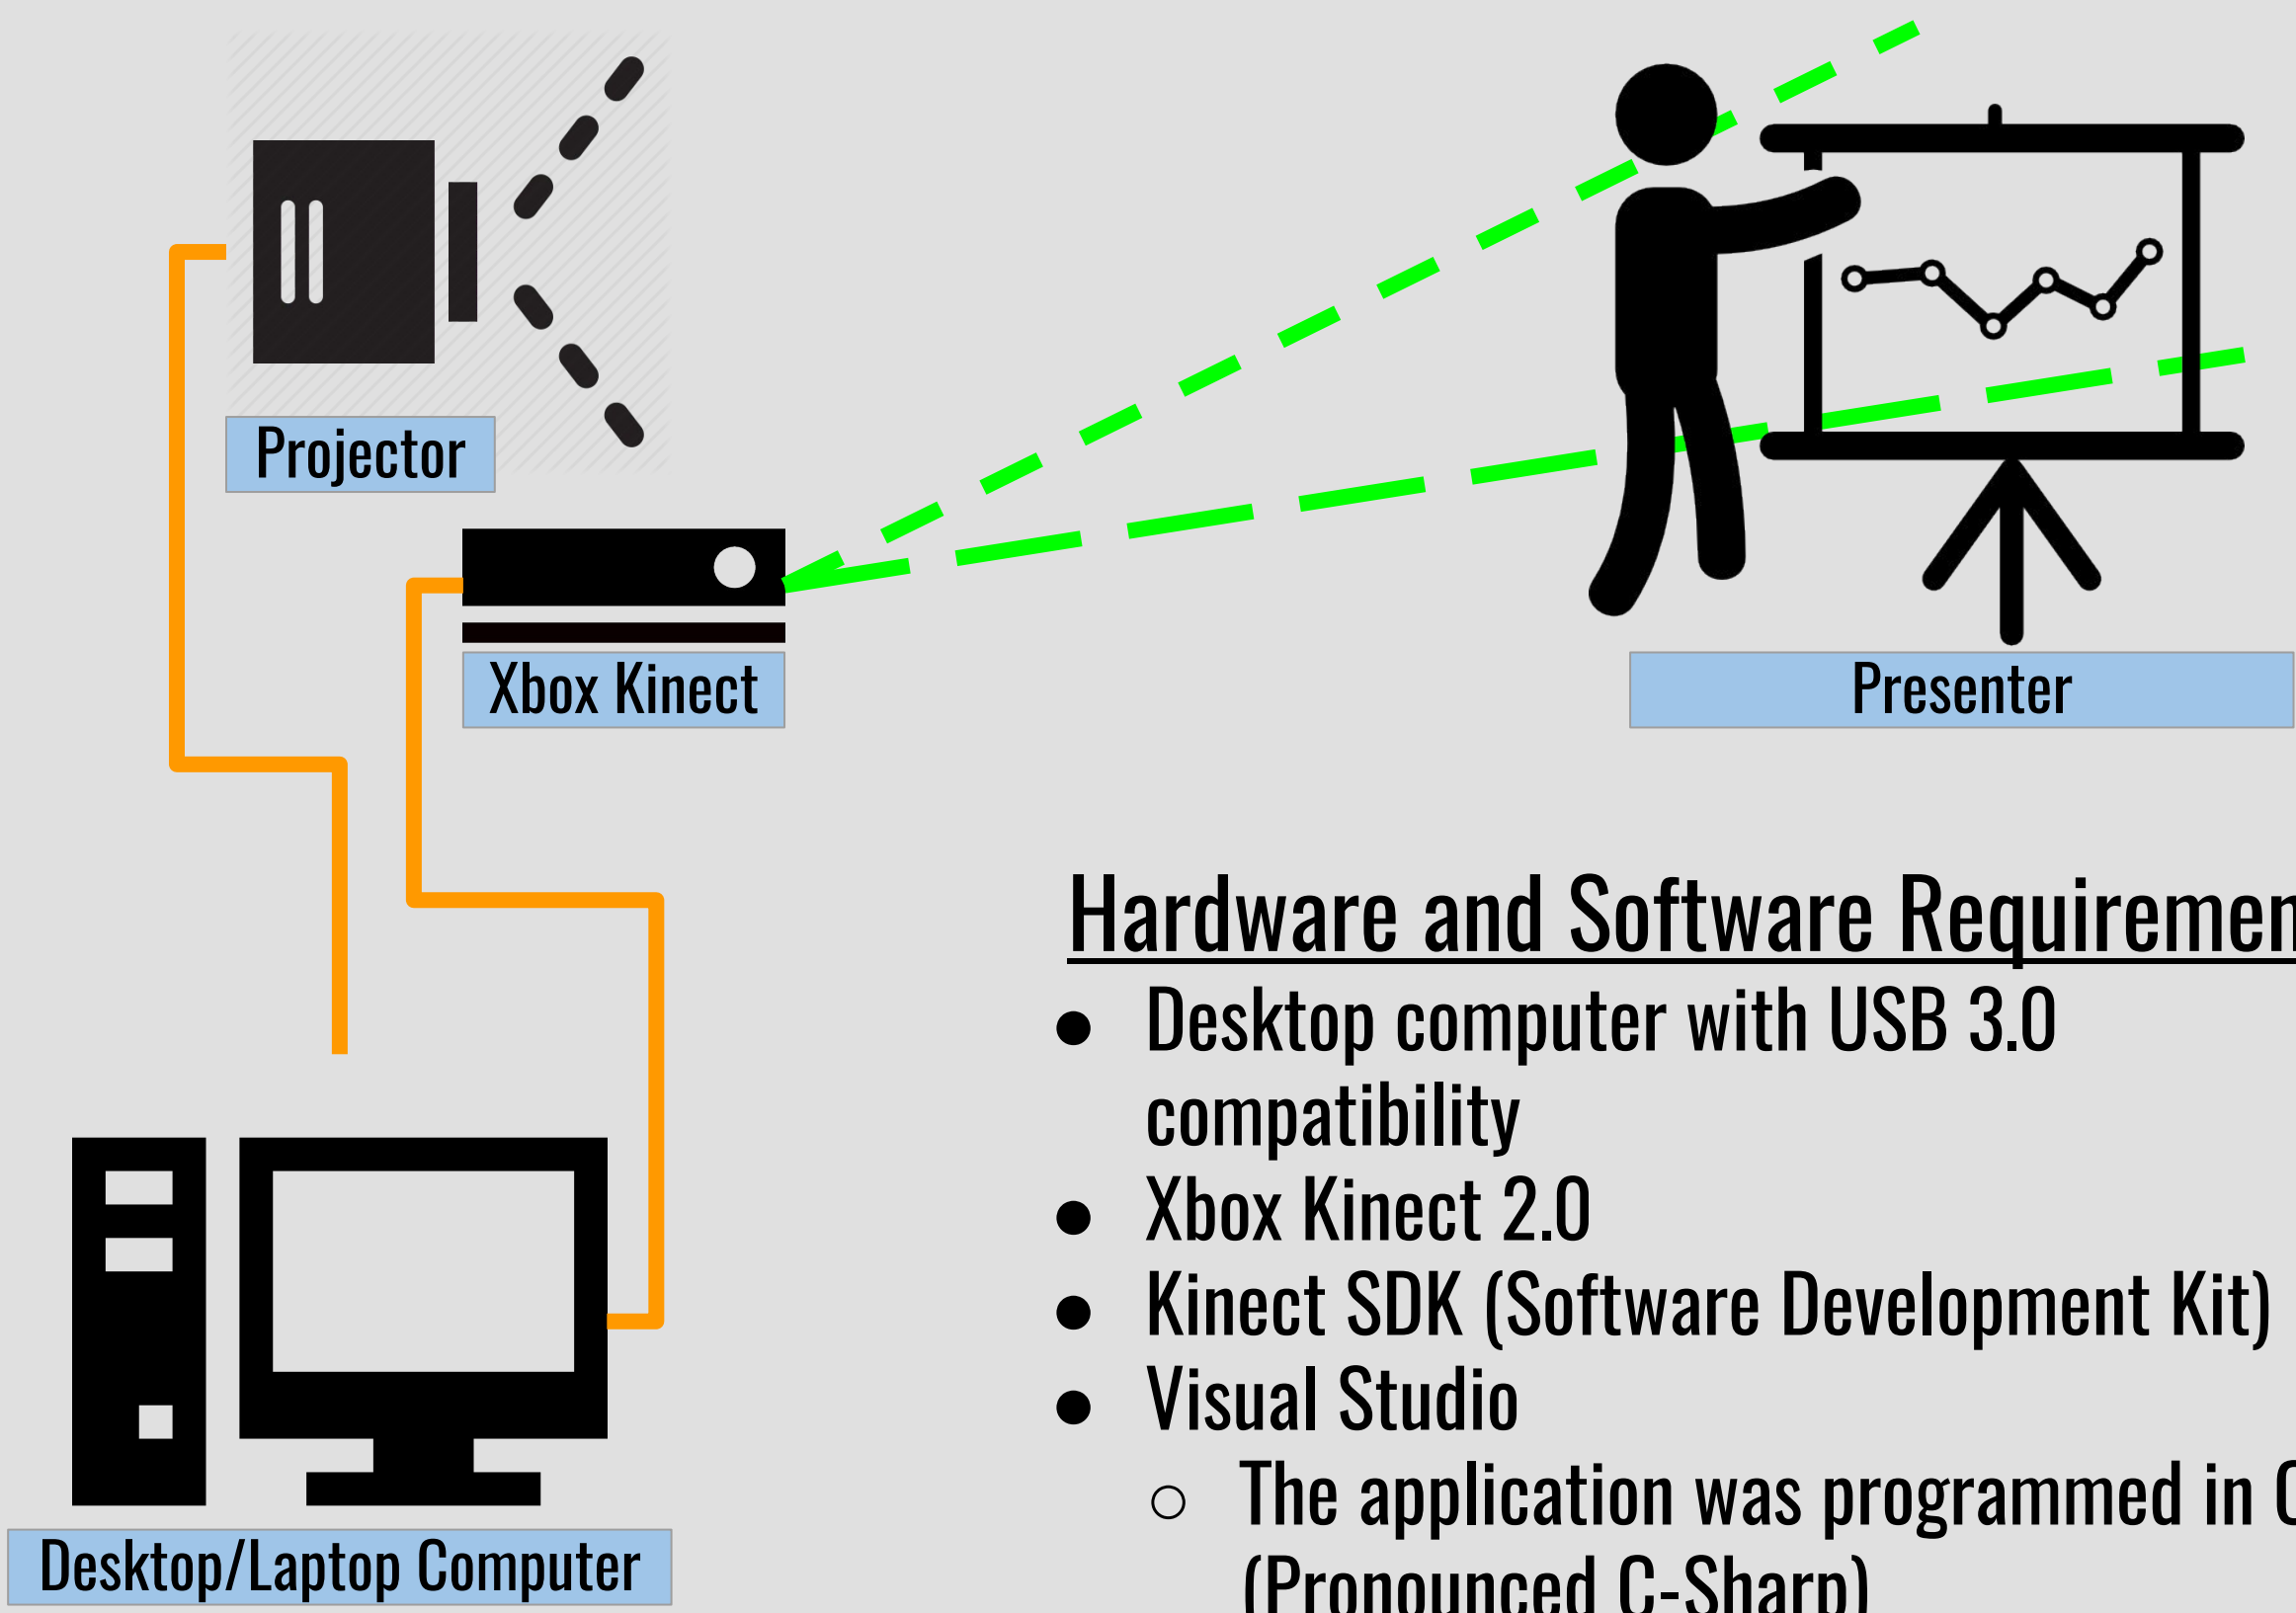 Projector
Xbox Kinect
Presenter
Desktop/Laptop Computer
Hardware and Software
● Desktop computer with USB 3.0
compatibility
● Xbox Kinect 2.0
● Kinect SDK (Software Development Kit)
● Visual Studio
○ The application was programmed in
(Pronounced C-Sharp)